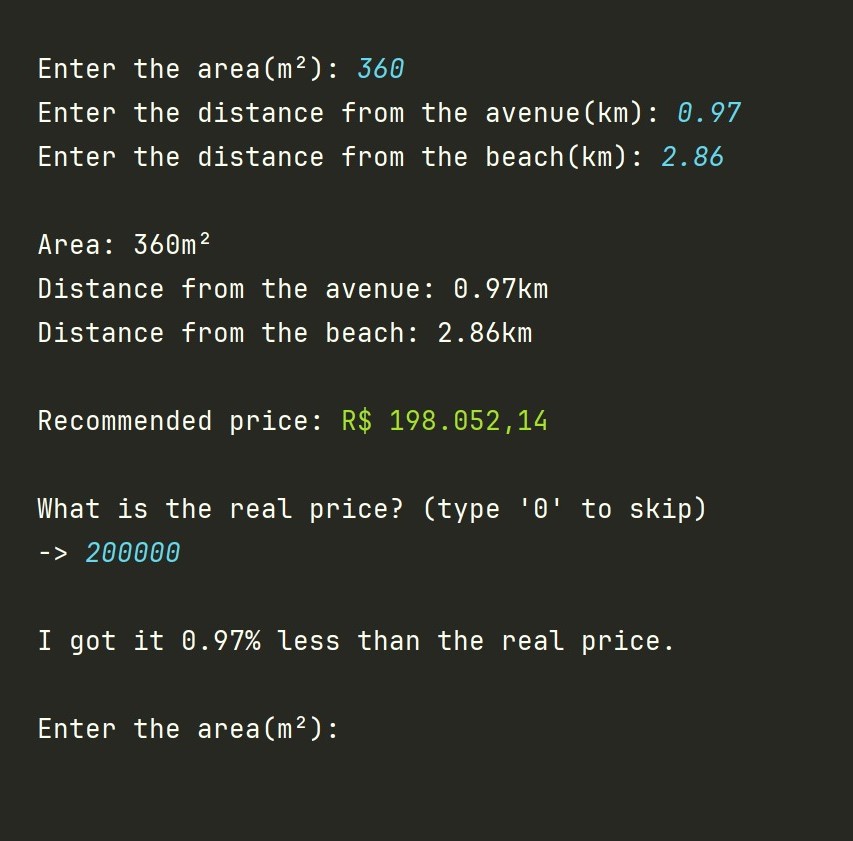 Enter the area(m²): 360
Enter the distance from the avenue(km): 0.97
Enter the distance from the beach(km): 2.86
Area: 360m²
Distance from the avenue: 0.97km
Distance from the beach: 2.86km
Recommended price: R$ 198.052,14
What is the real price? (type '0' to skip)
-> 200000
I got it 0.97% less than the real price.
Enter the area(m²):